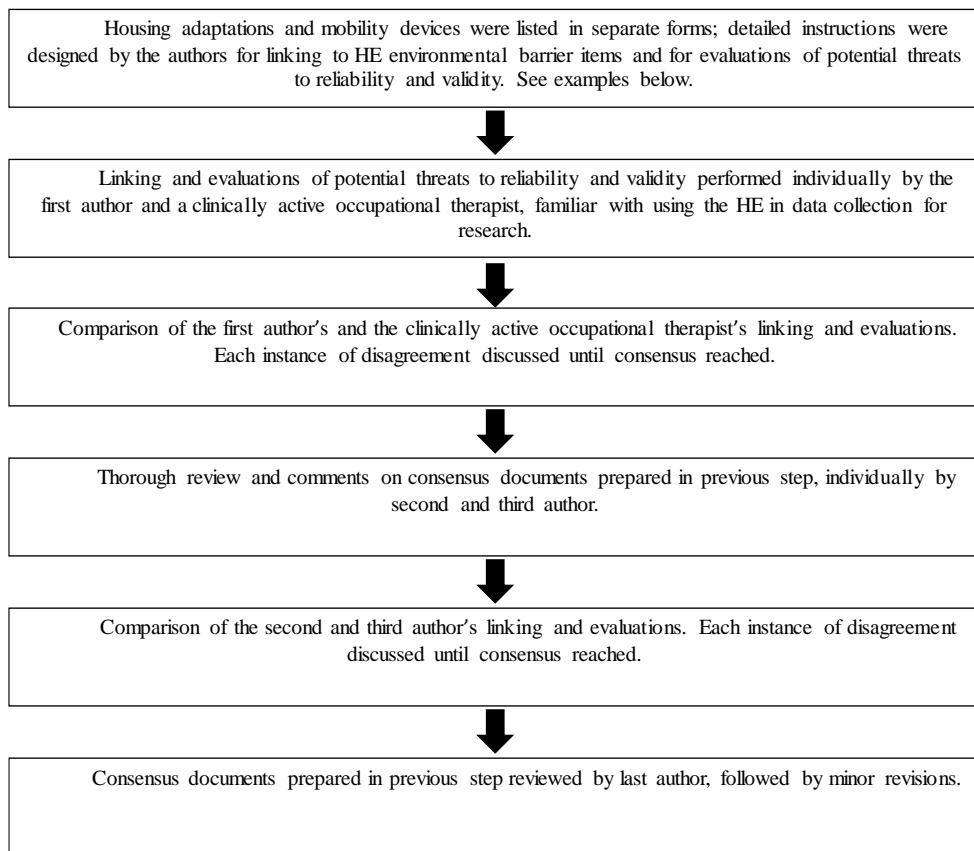 Housing adaptations and mobility devices were listed in separate forms; detailed instructions were
designed by the authors for linking to HE environmental barrier items and for evaluations of potential threats
to reliability and validity. See examples below.
Linking and evaluations of potential threats to reliability and validity performed individually by the
first author and a clinically active occupational therapist, familiar with using the HE in data collection for
research.
Comparison of the first author′s and the clinically active occupational therapist′s linking and evaluations.
Each instance of disagreement discussed until consensus reached.
Thorough review and comments on consensus documents prepared in previous step, individually by
second and third author.
Comparison of the second and third author′s linking and evaluations. Each instance of disagreement
discussed until consensus reached.
Consensus documents prepared in previous step reviewed by last author, followed by minor revisions.